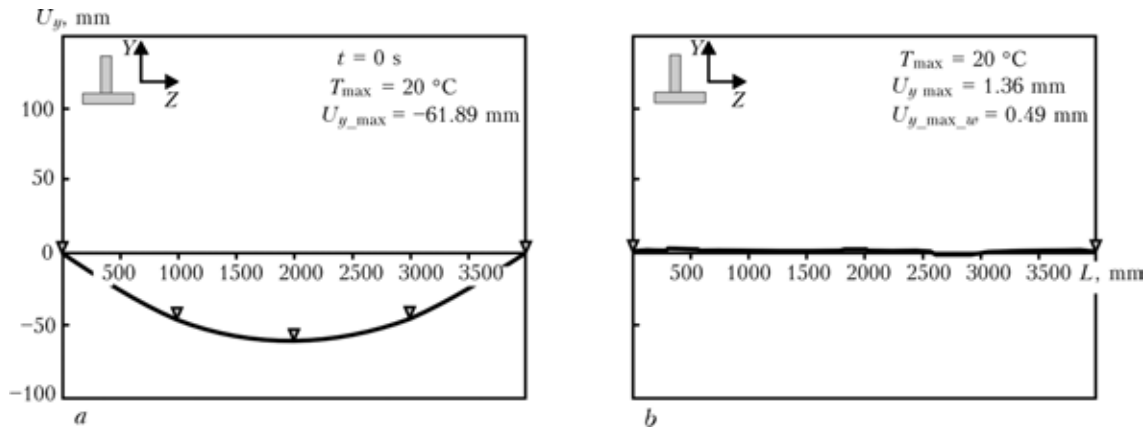 U_y, mm
Y
Z
t = 0 s
T_max = 20 °C
U_y_max = −61.89 mm
100
50
0
−50
−100
500 1000 1500 2000 2500 3000 3500
a
Y
Z
T_max = 20 °C
U_y max = 1.36 mm
U_y_max_w = 0.49 mm
500 1000 1500 2000 2500 3000 3500 L, mm
b